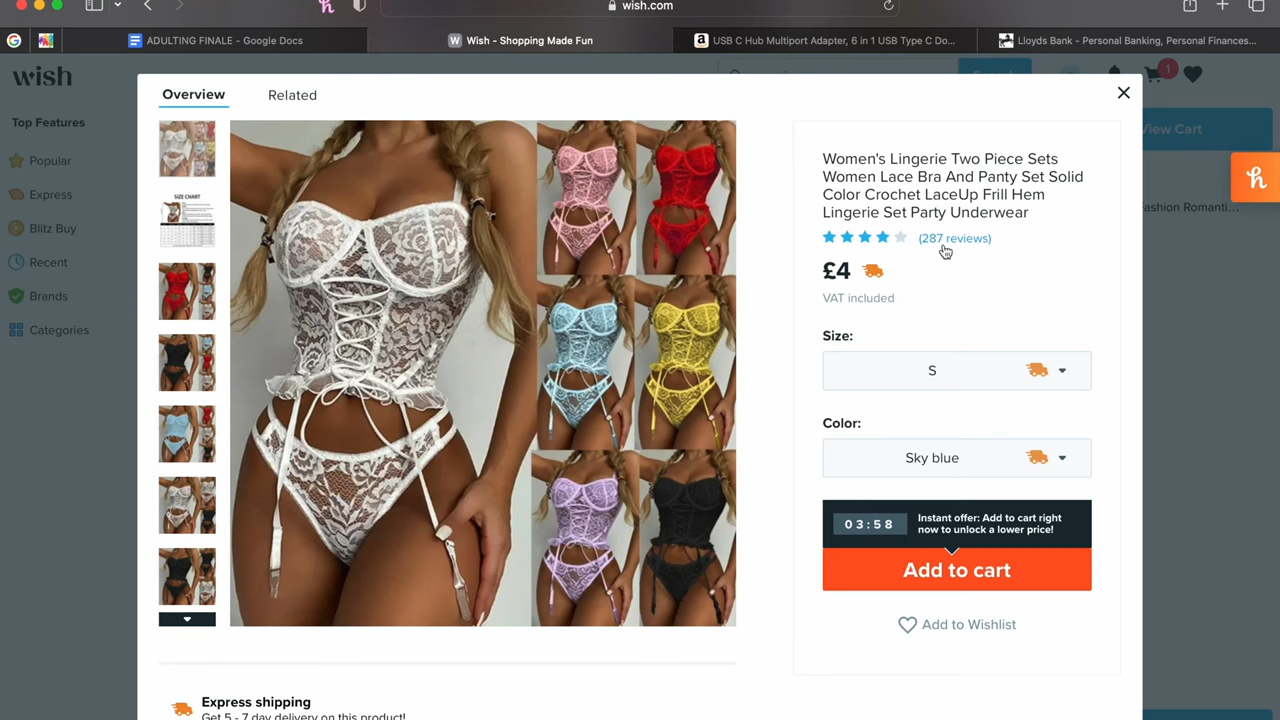 wish.com
ADULTING FINALE - Google Docs
Wish - Shopping Made Fun
USB C Hub Multiport Adapter, 6 in 1 USB Type C Do...
Lloyds Bank - Personal Banking, Personal Finances...
wish
1
Top Features
Popular
Express
Blitz Buy
Recent
Brands
Categories
View Cart
Overview
Related
SIZE CHART
Women's Lingerie Two Piece Sets
Women Lace Bra And Panty Set Solid
Color Crochet LaceUp Frill Hem
Lingerie Set Party Underwear
(287 reviews)
£4
VAT included
Size:
S
Color:
Sky blue
03:58
Instant offer: Add to cart right
now to unlock a lower price!
Add to cart
Add to Wishlist
Express shipping
Get 5 - 7 day delivery on this product!